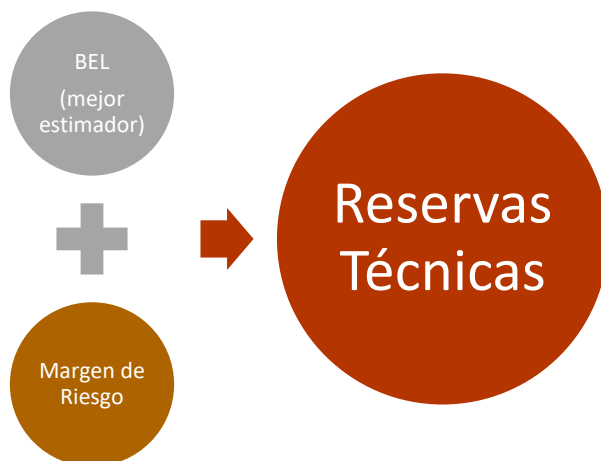 BEL
(mejor
estimador)
Margen de
Riesgo
Reservas
Técnicas